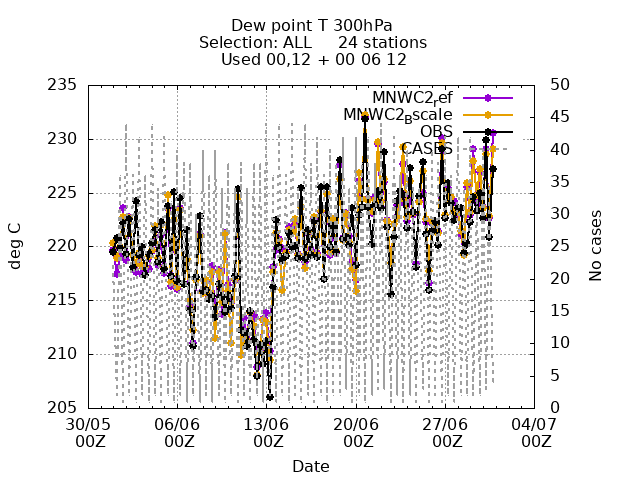 Dew point T 300hPa
Selection: ALL 24 stations
Used 00,12 + 00 06 12
235
230
225
220
215
210
205
50
45
40
35
30
25
20
15
10
5
0
MNWC2ref
MNWC2Bscale
OBS
CASES
deg C
No cases
30/05 06/06 13/06 20/06 27/06 04/07
00Z 00Z 00Z 00Z 00Z 00Z
Date